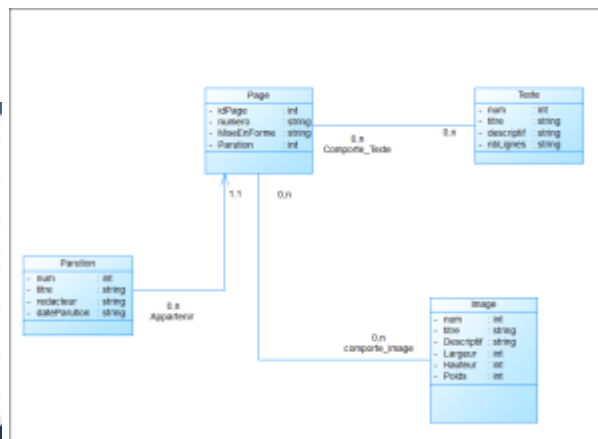 Page
- idPage : int
- numero : string
- MiseEnForme : string
- Parution : int
Texte
- num : int
- titre : string
- descriptif : string
- nbLignes : string
0,n
Comporte_Texte
0,n
1,1
0,n
Parution
- num : int
- titre : string
- redacteur : string
- dateParution : string
0,n
Appartenir
Image
- num : int
- titre : string
- Descriptif : string
- Largeur : int
- Hauteur : int
- Poids : int
0,n
comporte_image